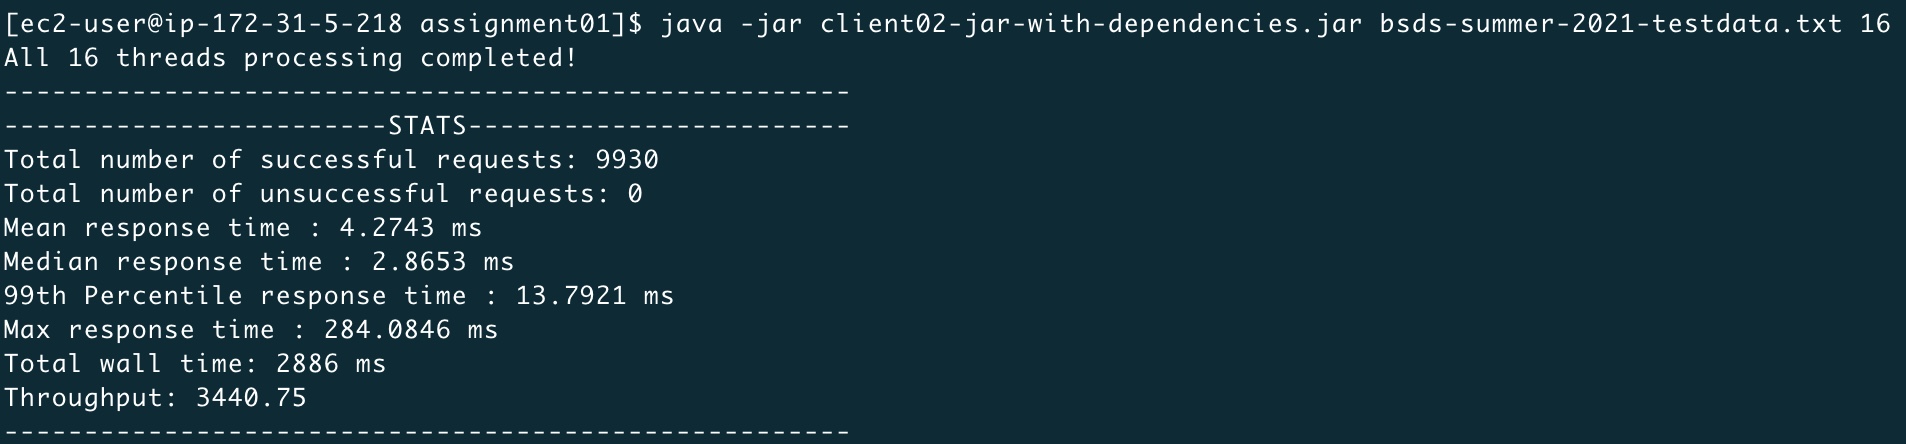 [ec2-user@ip-172-31-5-218 assignment01]$ java -jar client02-jar-with-dependencies.jar bsds-summer-2021-testdata.txt 16
All 16 threads processing completed!
-----------------------------------------------------
------------------------STATS------------------------
Total number of successful requests: 9930
Total number of unsuccessful requests: 0
Mean response time : 4.2743 ms
Median response time : 2.8653 ms
99th Percentile response time : 13.7921 ms
Max response time : 284.0846 ms
Total wall time: 2886 ms
Throughput: 3440.75
-----------------------------------------------------